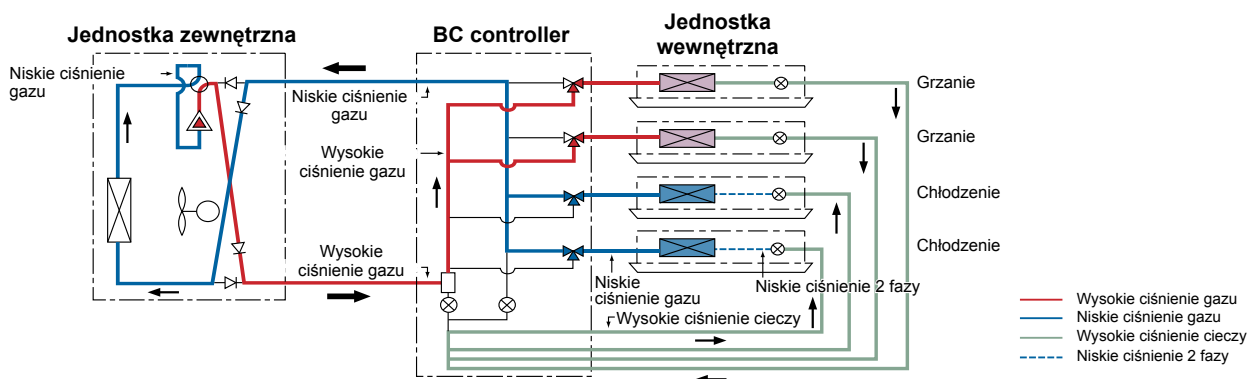 Jednostka zewnętrzna
BC controller
Jednostka
wewnętrzna
Niskie ciśnienie
gazu
Niskie ciśnienie
gazu
Wysokie
ciśnienie gazu
Wysokie
ciśnienie gazu
Grzanie
Grzanie
Chłodzenie
Chłodzenie
Niskie
ciśnienie gazu
Niskie ciśnienie 2 fazy
Wysokie ciśnienie cieczy
Wysokie ciśnienie gazu
Niskie ciśnienie gazu
Wysokie ciśnienie cieczy
Niskie ciśnienie 2 fazy